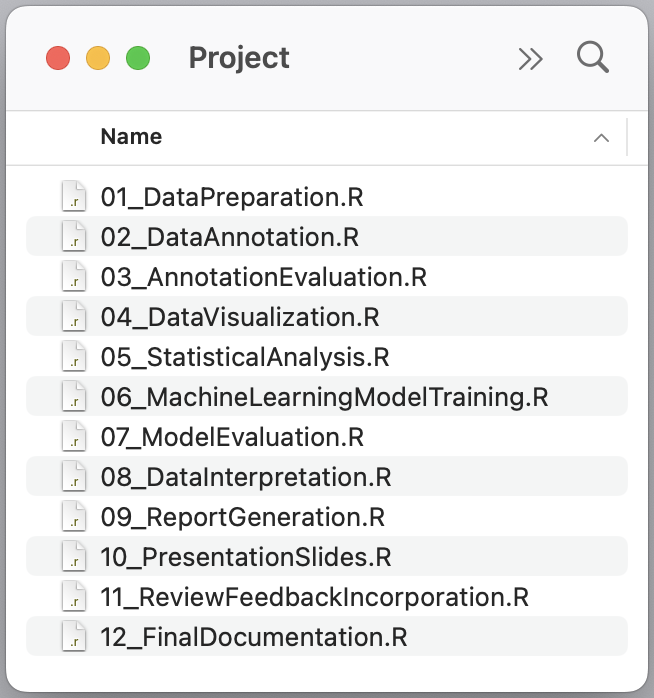 Project
Name
01_DataPreparation.R
02_DataAnnotation.R
03_AnnotationEvaluation.R
04_DataVisualization.R
05_StatisticalAnalysis.R
06_MachineLearningModelTraining.R
07_ModelEvaluation.R
08_DataInterpretation.R
09_ReportGeneration.R
10_PresentationSlides.R
11_ReviewFeedbackIncorporation.R
12_FinalDocumentation.R